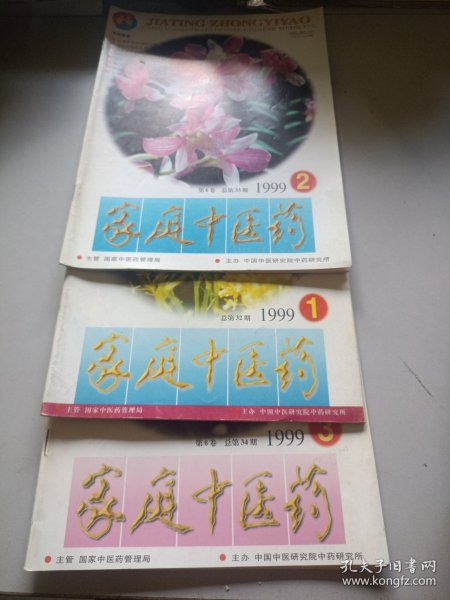 JIATING ZHONGYIYAO
第6卷 总第33期 1999 2
家庭中医药
主管 国家中医药管理局 主办 中国中医研究院中药研究所
总第32期 1999 1
家庭中医药
主管 国家中医药管理局 主办 中国中医研究院中药研究所
第6卷 总第34期 1999 3
家庭中医药
主管 国家中医药管理局 主办 中国中医研究院中药研究所
孔夫子旧书网
www.kongfz.com